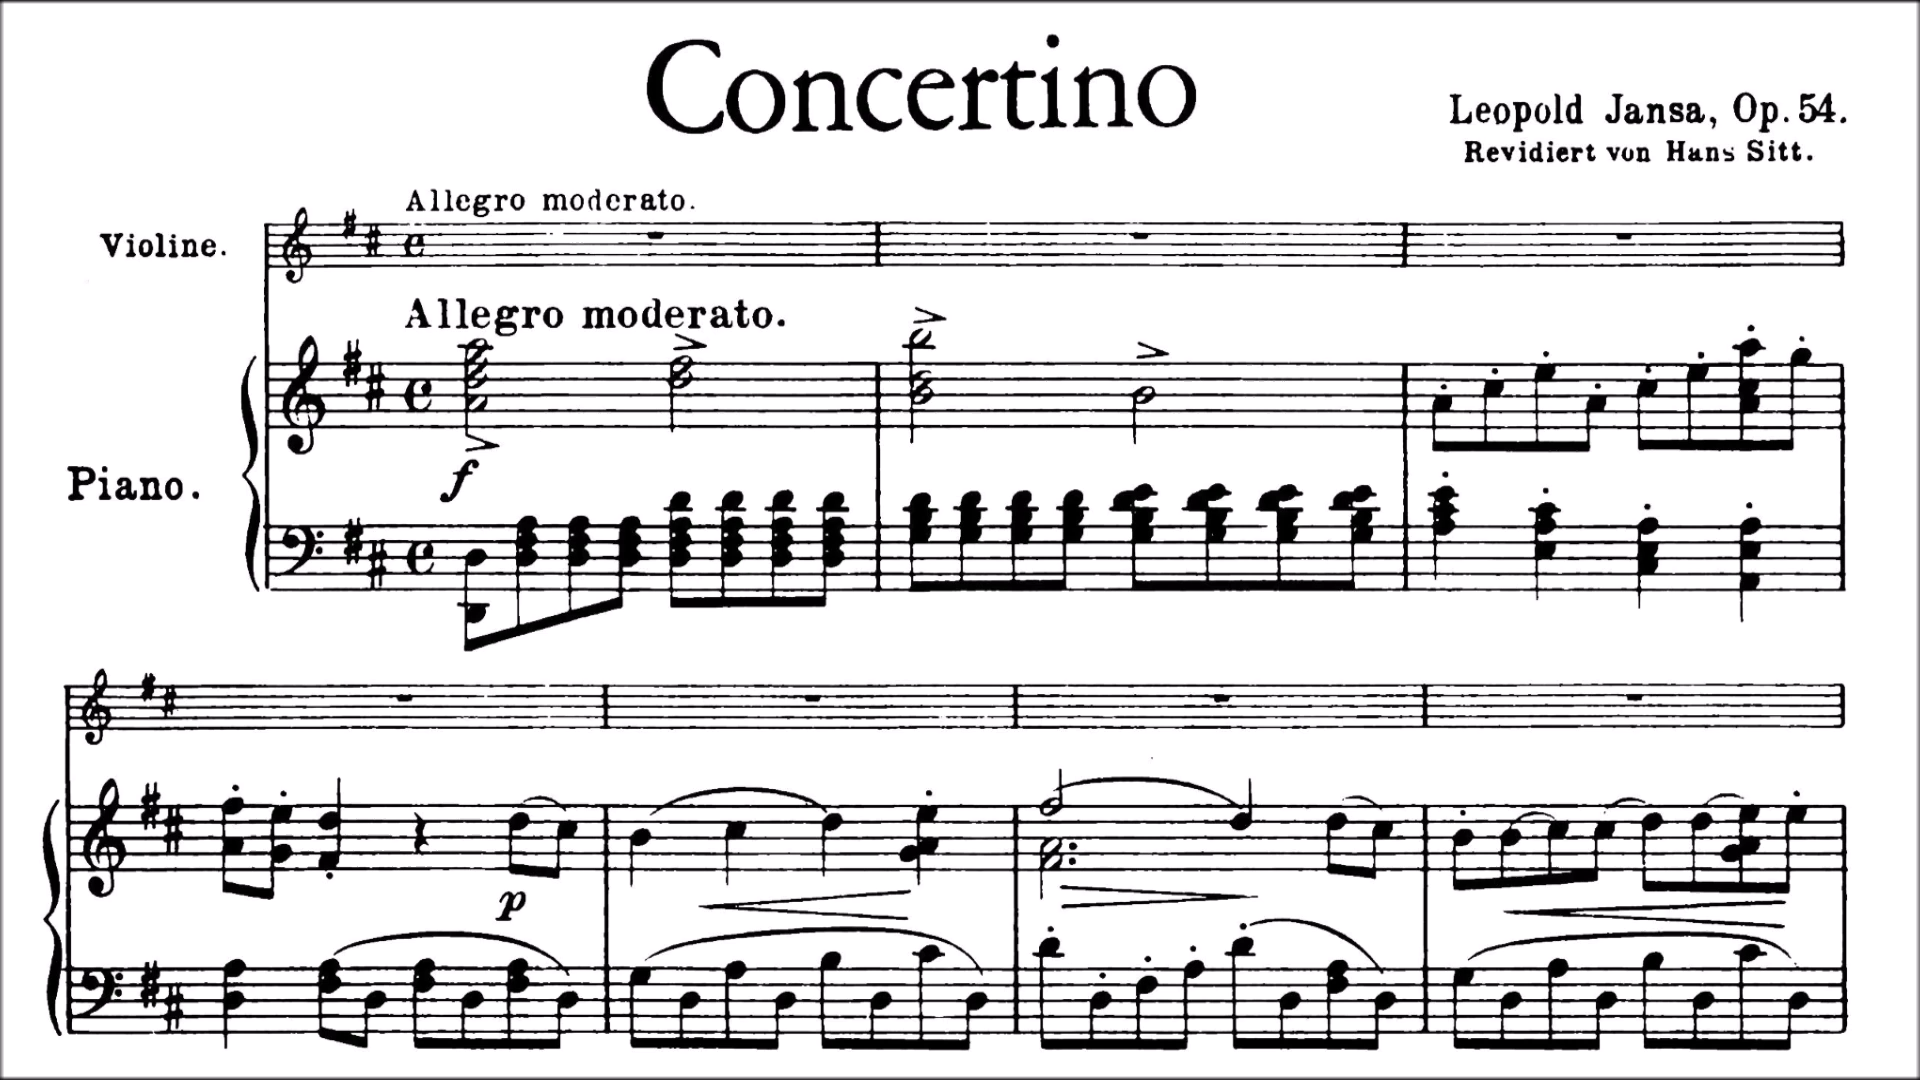 Concertino
Leopold Jansa, Op. 54.
Revidiert von Hans Sitt.
Allegro moderato.
Violine.
Allegro moderato.
Piano.
f
p